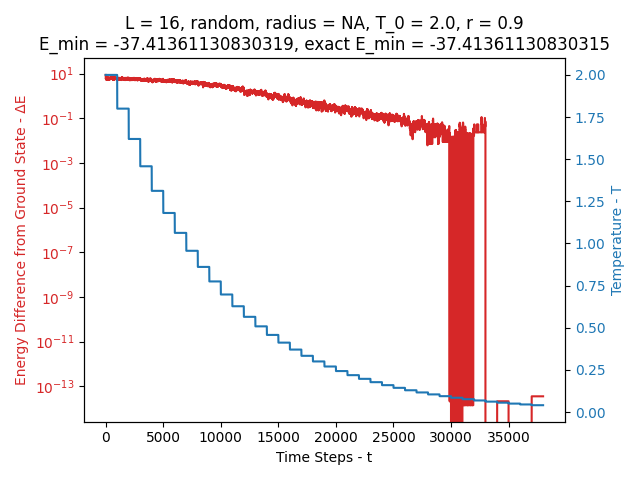 L = 16, random, radius = NA, T_0 = 2.0, r = 0.9
E_min = -37.41361130830319, exact E_min = -37.41361130830315
10^1
10^-1
10^-3
10^-5
10^-7
10^-9
10^-11
10^-13
Energy Difference from Ground State - ΔE
2.00
1.75
1.50
1.25
1.00
0.75
0.50
0.25
0.00
Temperature - T
0 5000 10000 15000 20000 25000 30000 35000
Time Steps - t